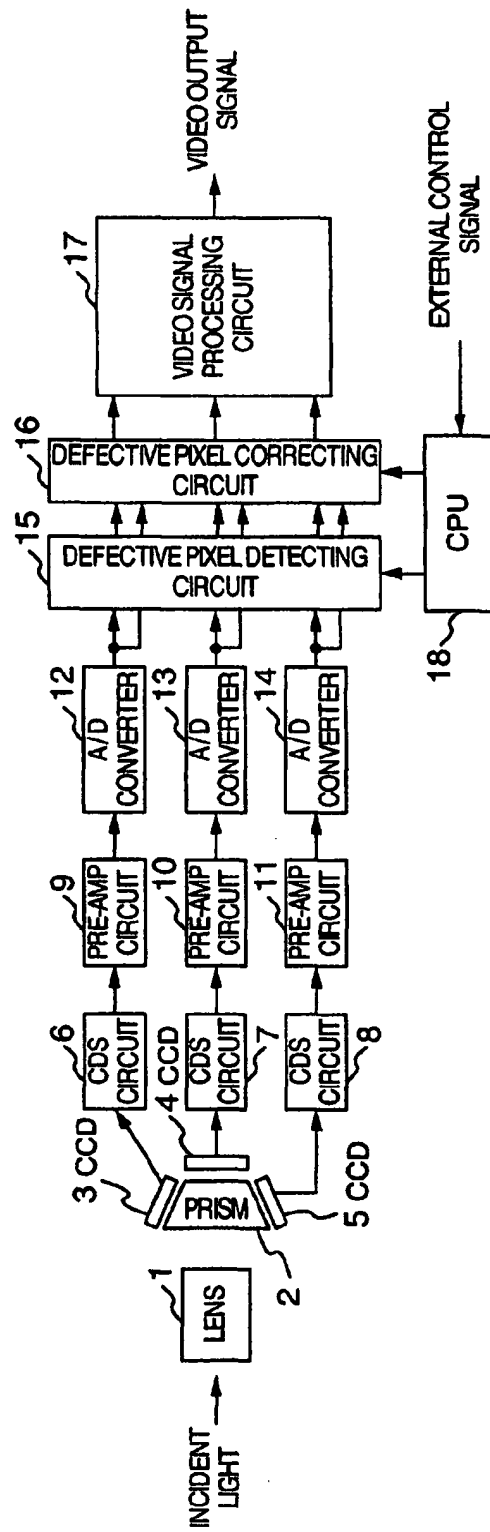 INCIDENT
LIGHT
1
LENS
2
PRISM
3 CCD
4 CCD
5 CCD
6
CDS
CIRCUIT
7
CDS
CIRCUIT
8
CDS
CIRCUIT
9
PRE-AMP
CIRCUIT
10
PRE-AMP
CIRCUIT
11
PRE-AMP
CIRCUIT
12
A/D
CONVERTER
13
A/D
CONVERTER
14
A/D
CONVERTER
15
DEFECTIVE PIXEL DETECTING
CIRCUIT
16
DEFECTIVE PIXEL CORRECTING
CIRCUIT
17
VIDEO SIGNAL
PROCESSING
CIRCUIT
VIDEO OUTPUT
SIGNAL
18
CPU
EXTERNAL CONTROL
SIGNAL